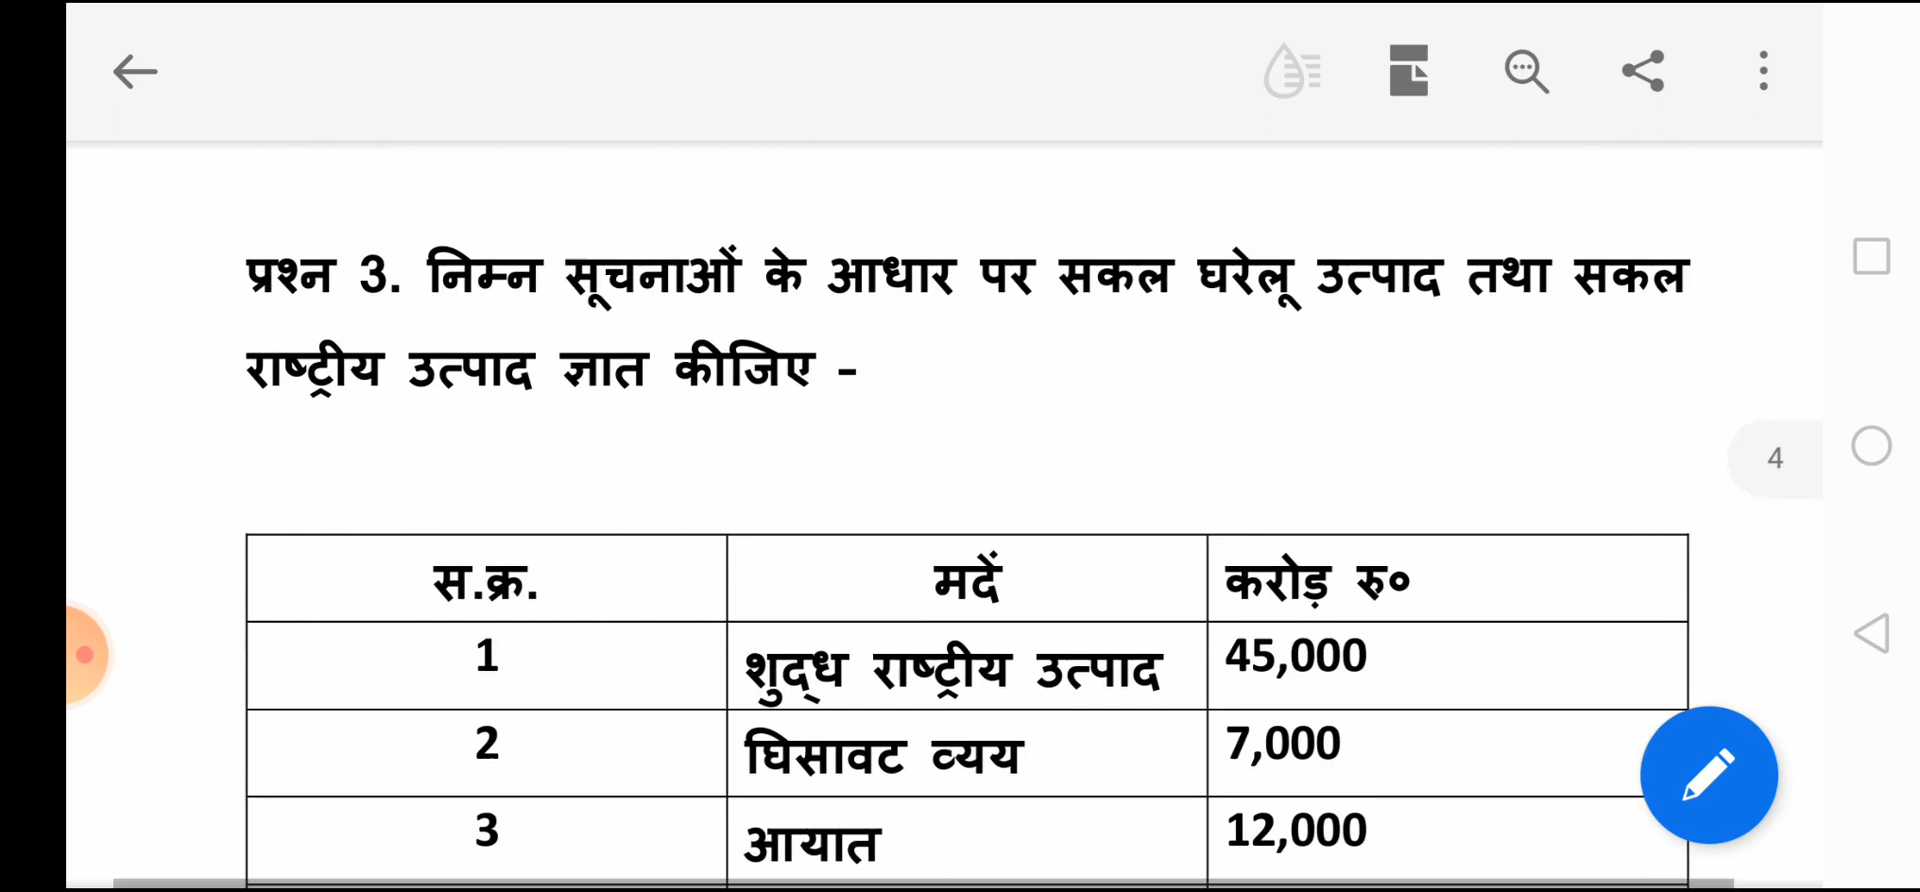 प्रश्न 3. निम्न सूचनाओं के आधार पर सकल घरेलू उत्पाद तथा सकल
राष्ट्रीय उत्पाद ज्ञात कीजिए -
4
स.क्र. मदें करोड़ रु०
1 शुद्ध राष्ट्रीय उत्पाद 45,000
2 घिसावट व्यय 7,000
3 आयात 12,000